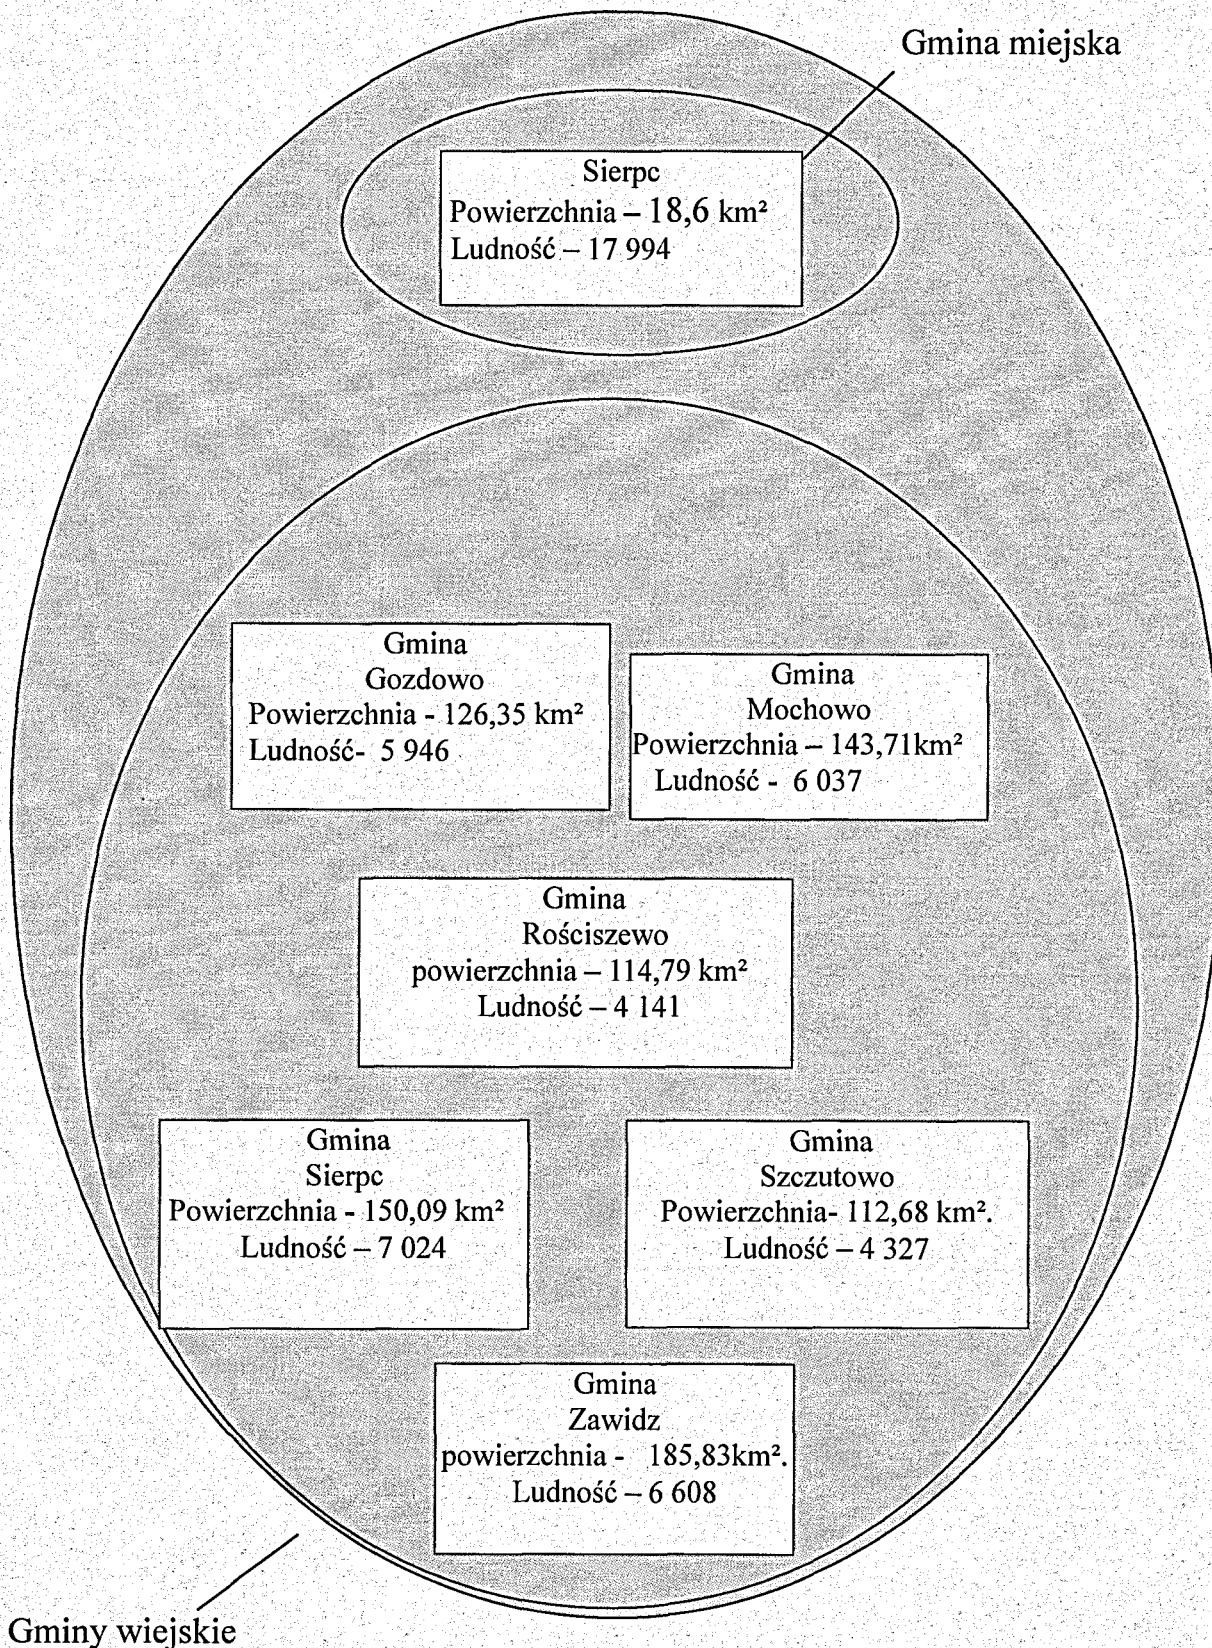 Gmina miejska
Sierpc
Powierzchnia – 18,6 km²
Ludność – 17 994
Gmina
Gozdowo
Powierzchnia - 126,35 km²
Ludność- 5 946
Gmina
Mochowo
Powierzchnia – 143,71km²
Ludność - 6 037
Gmina
Rościszewo
powierzchnia – 114,79 km²
Ludność – 4 141
Gmina
Sierpc
Powierzchnia - 150,09 km²
Ludność – 7 024
Gmina
Szczutowo
Powierzchnia- 112,68 km².
Ludność – 4 327
Gmina
Zawidz
powierzchnia - 185,83km².
Ludność – 6 608
Gminy wiejskie